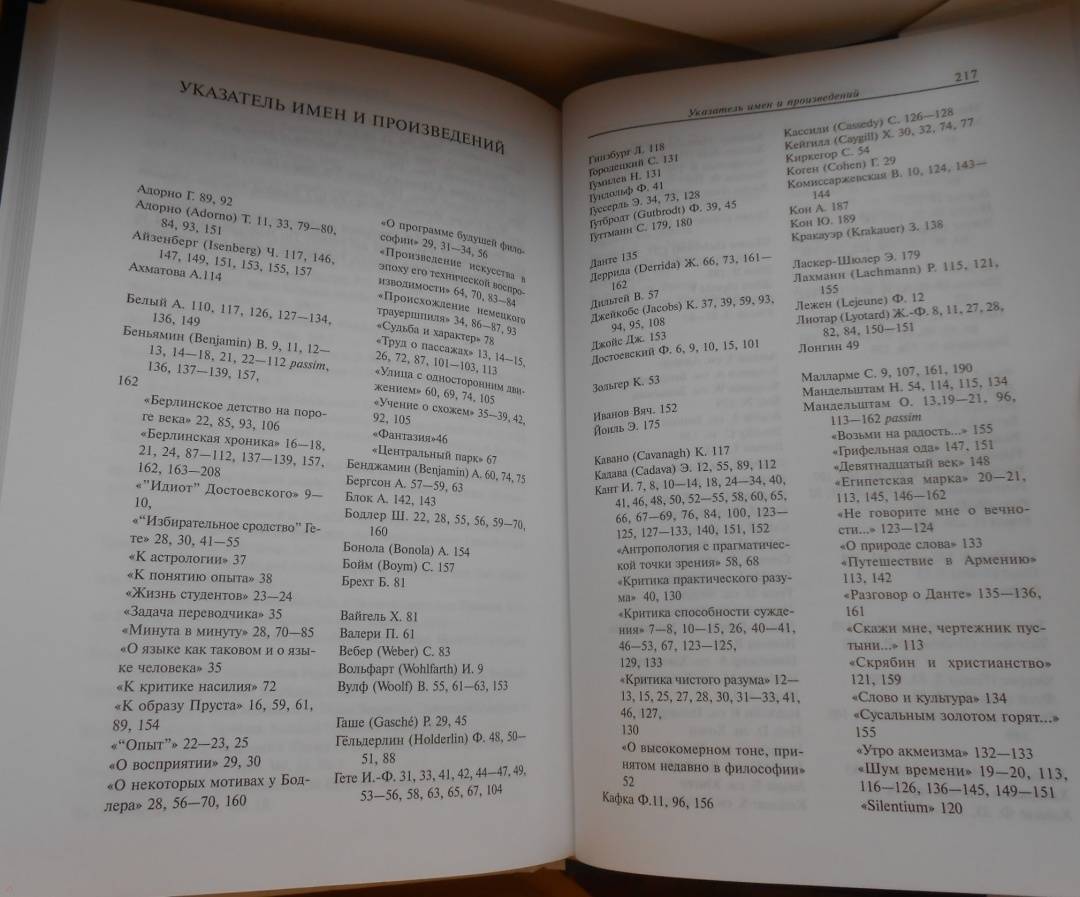 УКАЗАТЕЛЬ ИМЕН И ПРОИЗВЕДЕНИЙ
Адорно Г. 89, 92
Адорно (Adorno) Т. 11, 33, 79—80,
84, 93, 151
Айзенберг (Isenberg) Ч. 117, 146,
147, 149, 151, 153, 155, 157
Ахматова А.114
Белый А. 110, 117, 126, 127—134,
136, 149
Беньямин (Benjamin) В. 9, 11, 12—
13, 14—18, 21, 22—112 passim,
136, 137—139, 157,
162
«Берлинское детство на поро-
ге века» 22, 85, 93, 106
«Берлинская хроника» 16—18,
21, 24, 87—112, 137—139, 157,
162, 163—208
«”Идиот” Достоевского» 9—
10,
«“Избирательное сродство” Ге-
те» 28, 30, 41—55
«К астрологии» 37
«К понятию опыта» 38
«Жизнь студентов» 23—24
«Задача переводчика» 35
«Минута в минуту» 28, 70—85
«О языке как таковом и о язы-
ке человека» 35
«К критике насилия» 72
«К образу Пруста» 16, 59, 61,
89, 154
«“Опыт”» 22—23, 25
«О восприятии» 29, 30
«О некоторых мотивах у Бод-
лера» 28, 56—70, 160
«О программе будущей фило-
софии» 29, 31—34, 56
«Произведение искусства в
эпоху его технической воспро-
изводимости» 64, 70, 83—84
«Происхождение немецкого
трауершпиля» 34, 86—87, 93
«Судьба и характер» 78
«Труд о пассажах» 13, 14—15,
26, 72, 87, 101—103, 113
«Улица с односторонним дви-
жением» 60, 69, 74, 105
«Учение о схожем» 35—39, 42,
92, 105
«Фантазия»46
«Центральный парк» 67
Бенджамин (Benjamin) А. 60, 74, 75
Бергсон А. 57—59, 63
Блок А. 142, 143
Бодлер Ш. 22, 28, 55, 56, 59—70,
160
Бонола (Bonola) А. 154
Бойм (Boym) С. 157
Брехт Б. 81
Вайгель Х. 81
Валери П. 61
Вебер (Weber) С. 83
Вольфарт (Wohlfarth) И. 9
Вулф (Woolf) В. 55, 61—63, 153
Гаше (Gasché) Р. 29, 45
Гёльдерлин (Holderlin) Ф. 48, 50—
51, 88
Гете И.-Ф. 31, 33, 41, 42, 44—47, 49,
53—56, 58, 63, 65, 67, 104
Указатель имен и произведений
217
Гинзбург Л. 118
Городецкий С. 131
Гумилев Н. 131
Гундольф Ф. 41
Гуссерль Э. 34, 73, 128
Гутбродт (Gutbrodt) Ф. 39, 45
Гуттманн С. 179, 180
Данте 135
Деррида (Derrida) Ж. 66, 73, 161—
162
Дильтей В. 57
Джейкобс (Jacobs) К. 37, 39, 59, 93,
94, 95, 108
Джойс Дж. 153
Достоевский Ф. 6, 9, 10, 15, 101
Зольгер К. 53
Иванов Вяч. 152
Йоиль Э. 175
Кавано (Cavanagh) К. 117
Кадава (Cadava) Э. 12, 55, 89, 112
Кант И. 7, 8, 10—14, 18, 24—34, 40,
41, 46, 48, 50, 52—55, 58, 60, 65,
66, 67—69, 76, 84, 100, 123—
125, 127—133, 140, 151, 152
«Антропология с прагматичес-
кой точки зрения» 58, 68
«Критика практического разу-
ма» 40, 130
«Критика способности сужде-
ния» 7—8, 10—15, 26, 40—41,
46—53, 67, 123—125,
129, 133
«Критика чистого разума» 12—
13, 15, 25, 27, 28, 30, 31—33, 41,
46, 127,
130
«О высокомерном тоне, при-
нятом недавно в философии»
52
Кафка Ф.11, 96, 156
Кассиди (Cassedy) С. 126—128
Кейгилл (Caygill) Х. 30, 32, 74, 77
Киркегор С. 54
Коген (Cohen) Г. 29
Комиссаржевская В. 10, 124, 143—
144
Кон А. 187
Кон Ю. 189
Кракауэр (Krakauer) З. 138
Ласкер-Шюлер Э. 179
Лахманн (Lachmann) Р. 115, 121,
155
Лежен (Lejeune) Ф. 12
Лиотар (Lyotard) Ж.-Ф. 8, 11, 27, 28,
82, 84, 150—151
Лонгин 49
Малларме С. 9, 107, 161, 190
Мандельштам Н. 54, 114, 115, 134
Мандельштам О. 13,19—21, 96,
113—162 passim
«Возьми на радость...» 155
«Грифельная ода» 147, 151
«Девятнадцатый век» 148
«Египетская марка» 20—21,
113, 145, 146—162
«Не говорите мне о вечно-
сти...» 123—124
«О природе слова» 133
«Путешествие в Армению»
113, 142
«Разговор о Данте» 135—136,
161
«Скажи мне, чертежник пус-
тыни...» 113
«Скрябин и христианство»
121, 159
«Слово и культура» 134
«Сусальным золотом горят...»
155
«Утро акмеизма» 132—133
«Шум времени» 19—20, 113,
116—126, 136—145, 149—151
«Silentium» 120